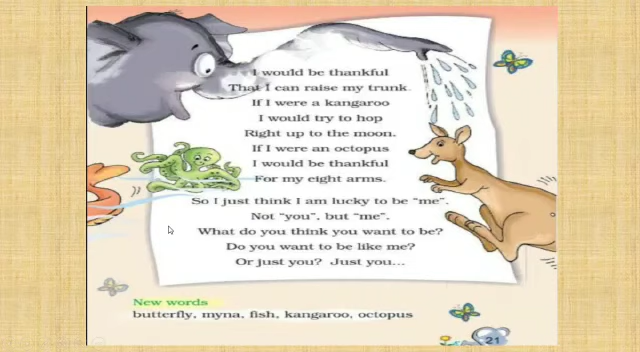 I would be thankful
That I can raise my trunk.
If I were a kangaroo
I would try to hop
Right up to the moon.
If I were an octopus
I would be thankful
For my eight arms.
So I just think I am lucky to be “me”.
Not “you”, but “me”.
What do you think you want to be?
Do you want to be like me?
Or just you? Just you...
New words
butterfly, myna, fish, kangaroo, octopus
21